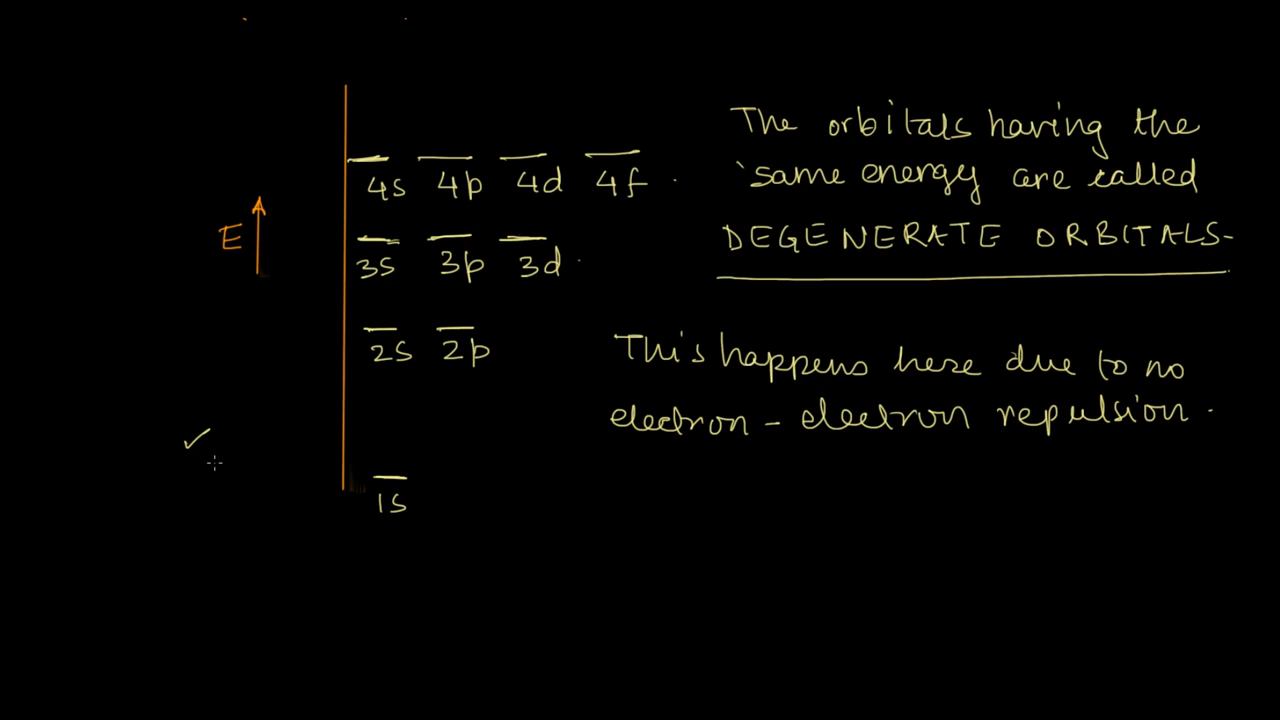 The orbitals having the
4s 4p 4d 4f .
same energy are called
E
DEGENERATE ORBITALS-
3s 3p 3d .
2s 2p
This happens here due to no
electron - electron repulsion .
1s